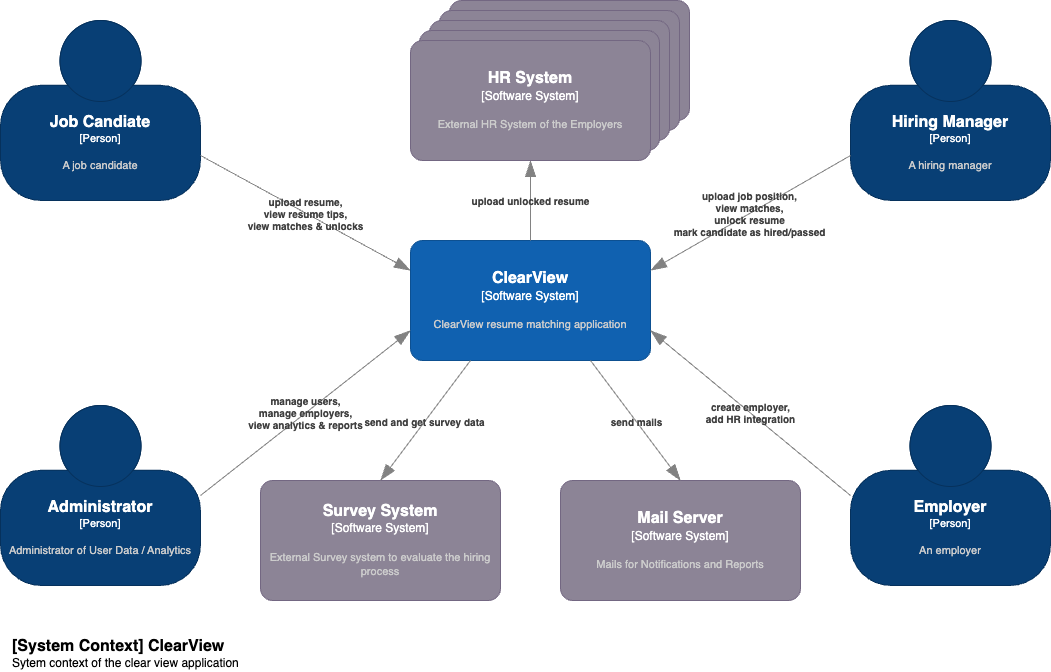 HR System
[Software System]
External HR System of the Employers
Job Candiate
[Person]
A job candidate
Hiring Manager
[Person]
A hiring manager
upload resume,
view resume tips,
view matches & unlocks
upload unlocked resume
upload job position,
view matches,
unlock resume
mark candidate as hired/passed
ClearView
[Software System]
ClearView resume matching application
manage users,
manage employers,
view analytics & reports
send and get survey data
send mails
create employer,
add HR integration
Administrator
[Person]
Administrator of User Data / Analytics
Survey System
[Software System]
External Survey system to evaluate the hiring
process
Mail Server
[Software System]
Mails for Notifications and Reports
Employer
[Person]
An employer
[System Context] ClearView
Sytem context of the clear view application